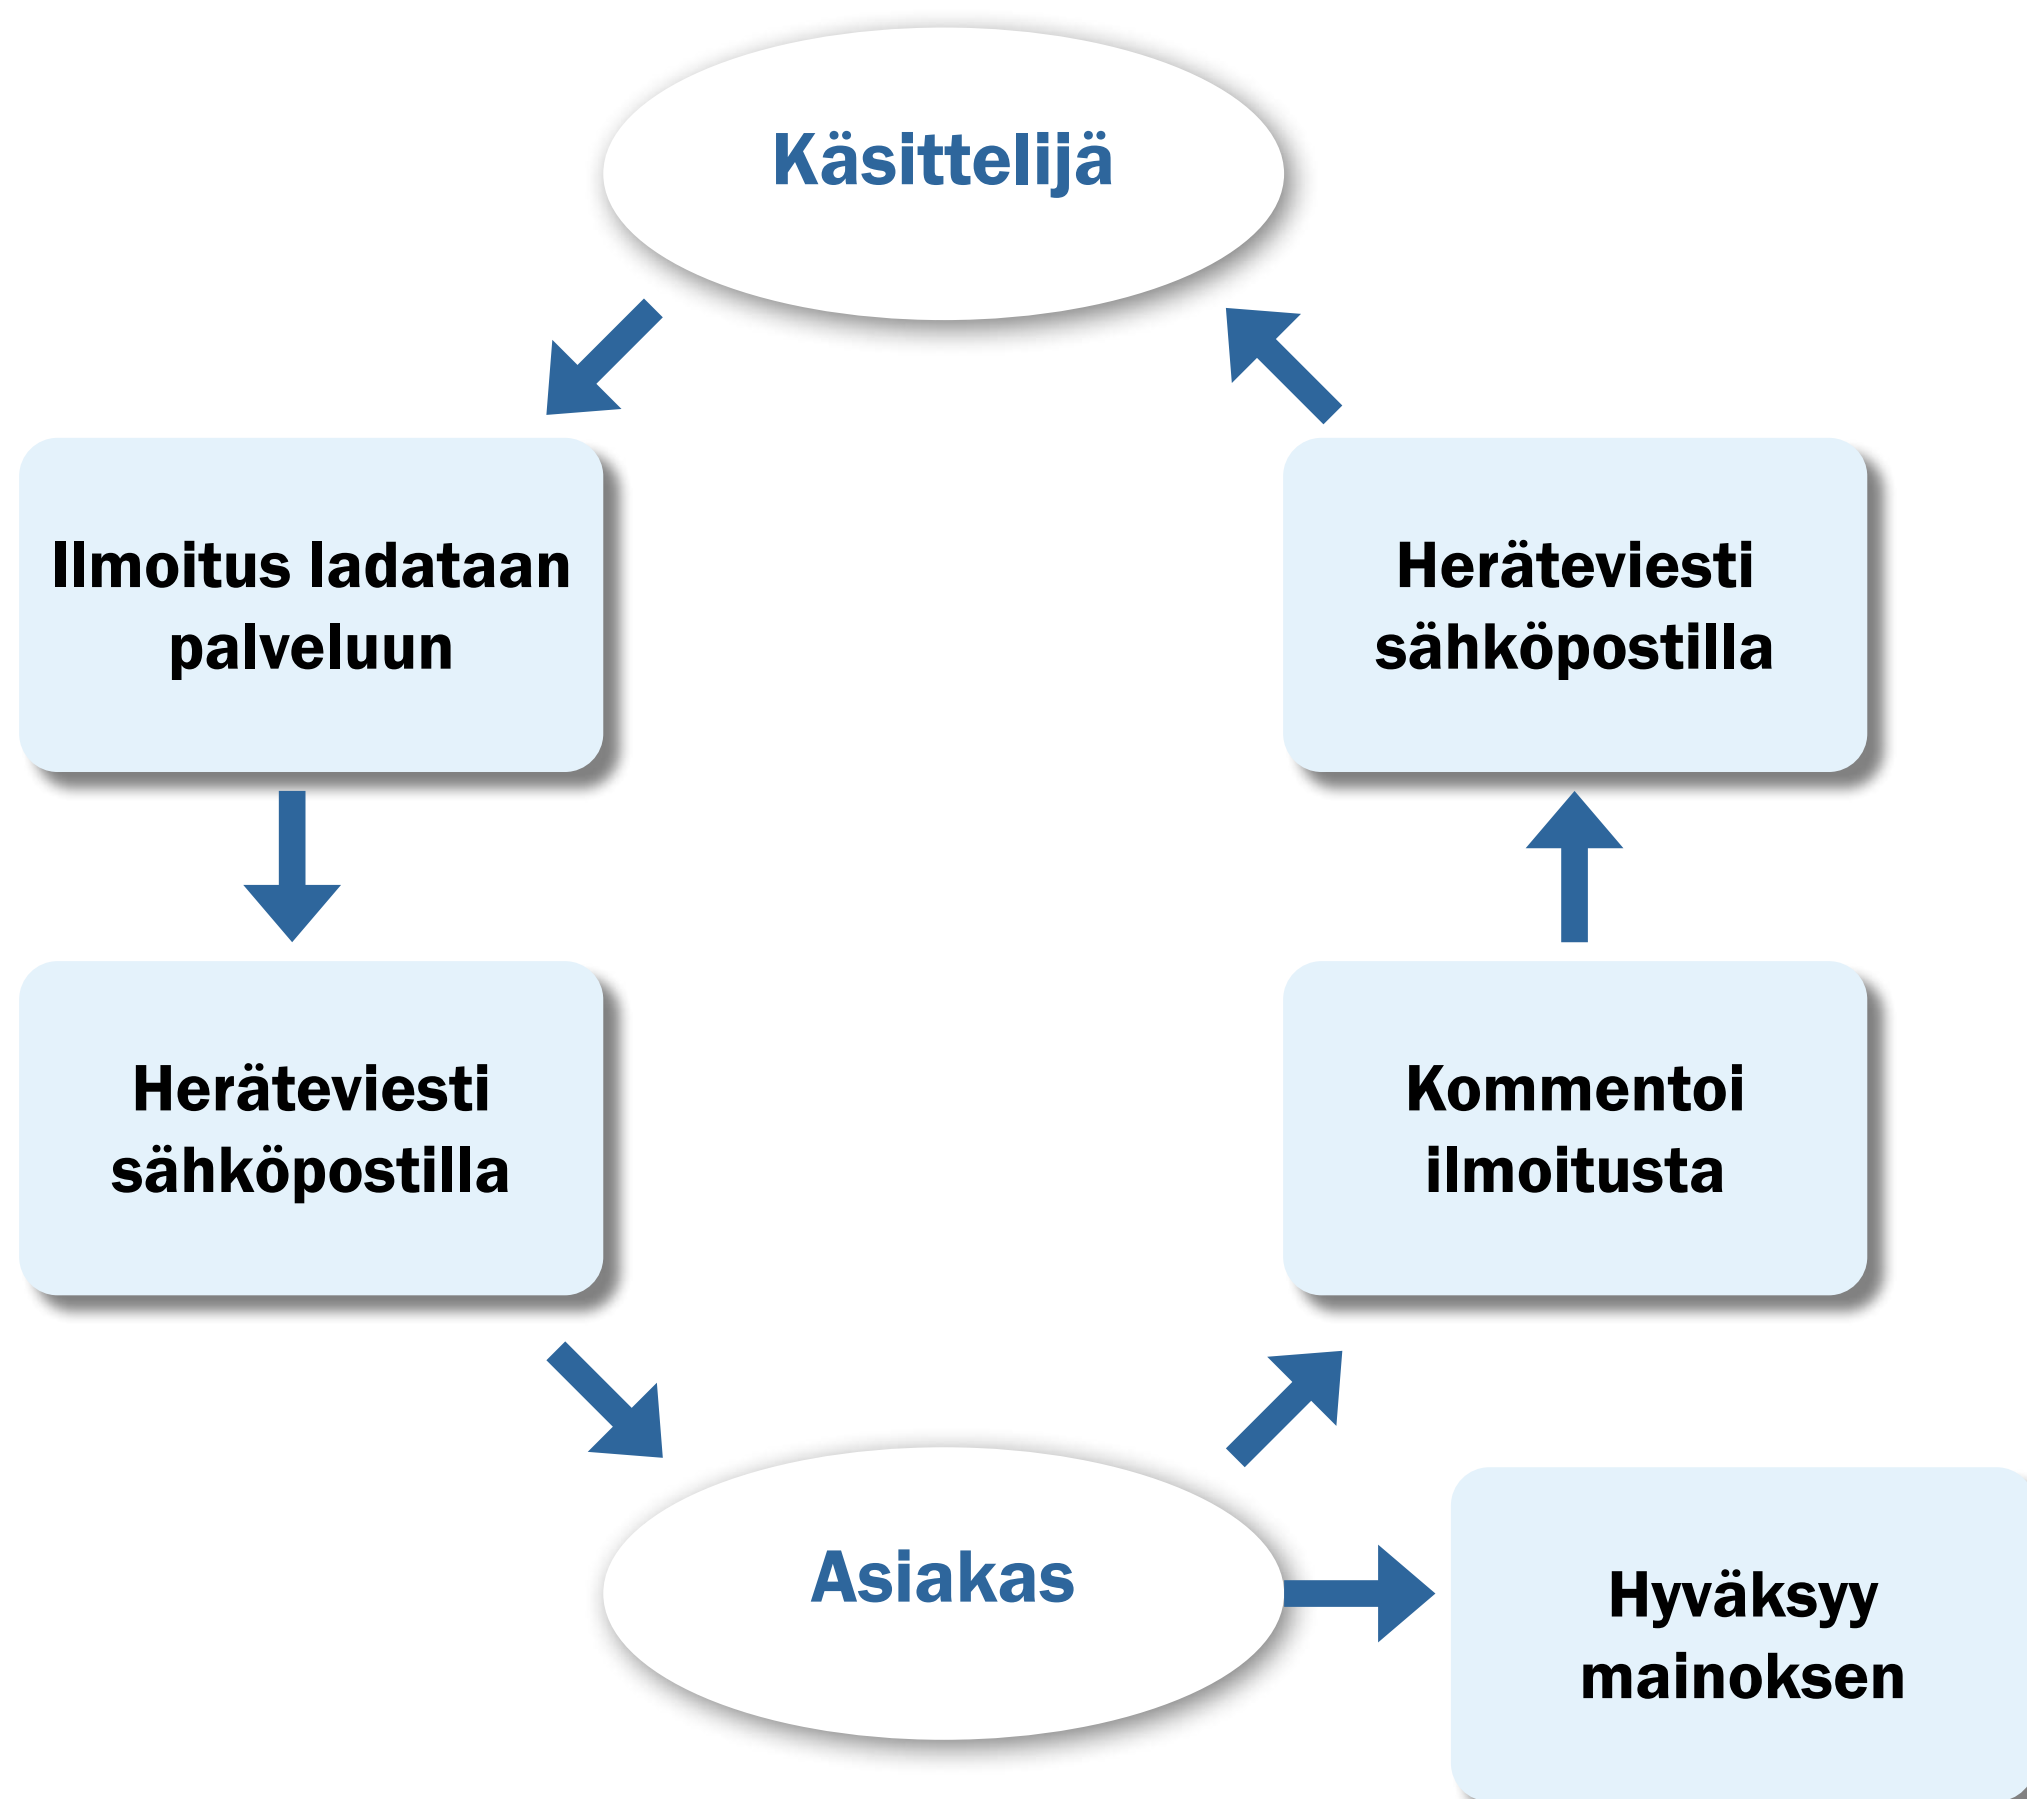 Käsittelijä
Ilmoitus ladataan
palveluun
Heräteviesti
sähköpostilla
Heräteviesti
sähköpostilla
Kommentoi
ilmoitusta
Asiakas
Hyväksyy
mainoksen